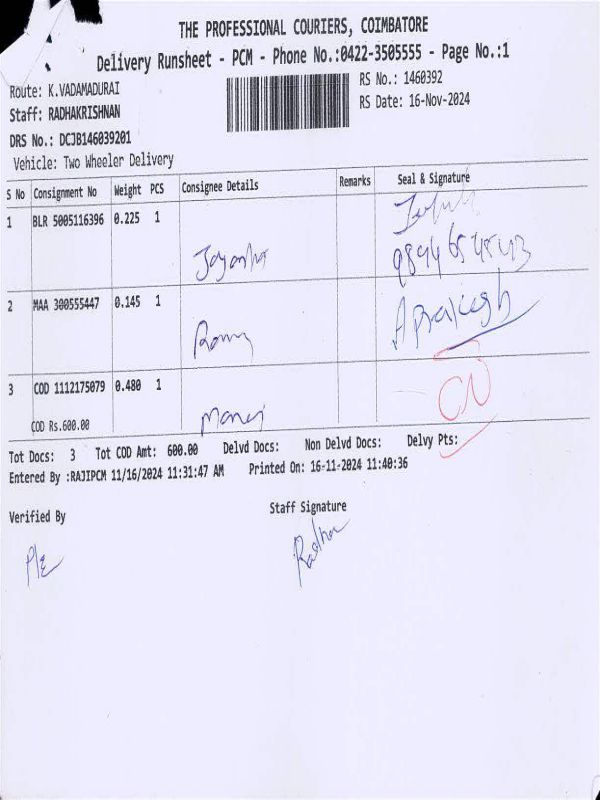 THE PROFESSIONAL COURIERS, COIMBATORE
Delivery Runsheet - PCM - Phone No.:0422-3505555 - Page No.:1
Route: K.VADAMADURAI RS No.: 1460392
Staff: RADHAKRISHNAN RS Date: 16-Nov-2024
DRS No.: DCJB146039201
Vehicle: Two Wheeler Delivery
S No Consignment No Weight PCS Consignee Details Remarks Seal & Signature
1 BLR 5005116396 0.225 1
Jayanthi 9894654543
2 MAA 300555447 0.145 1 A Prakash
3 COD 1112175079 0.480 1
COD Rs.600.00
Tot Docs: 3 Tot COD Amt: 600.00 Delvd Docs: Non Delvd Docs: Delvy Pts:
Entered By :RAJIPCM 11/16/2024 11:31:47 AM Printed On: 16-11-2024 11:40:36
Verified By Staff Signature